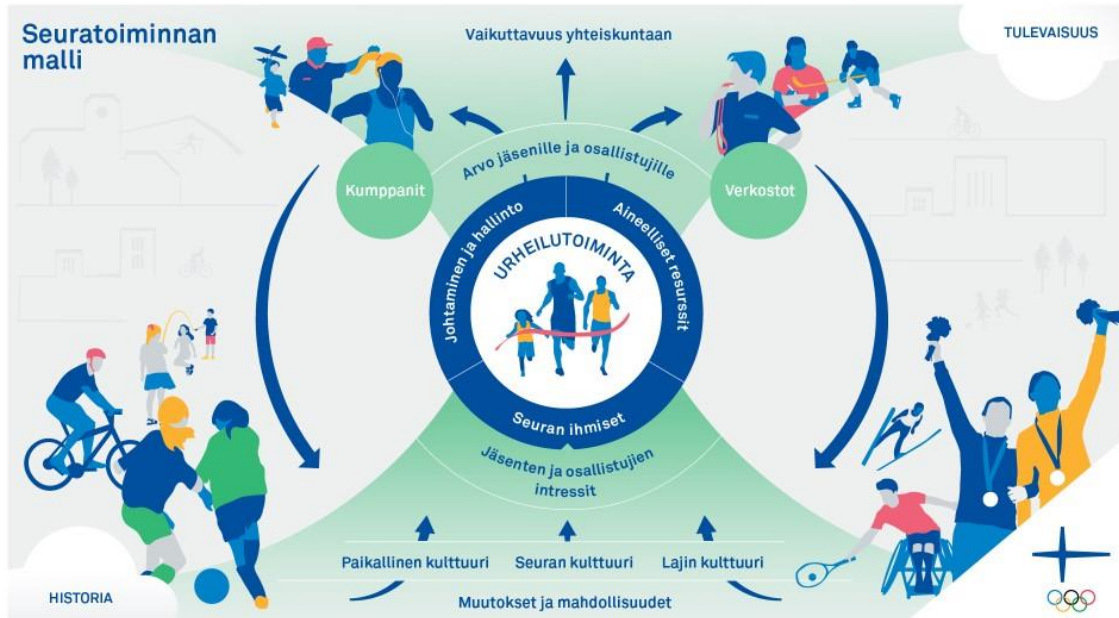 Seuratoiminnan
malli
Vaikuttavuus yhteiskuntaan
TULEVAISUUS
Arvo jäsenille ja osallistujille
Kumppanit
Verkostot
Johtaminen ja hallinto
Aineelliset resurssit
URHEILUTOIMINTA
Seuran ihmiset
Jäsenten ja osallistujien
intressit
Paikallinen kulttuuri
Seuran kulttuuri
Lajin kulttuuri
HISTORIA
Muutokset ja mahdollisuudet